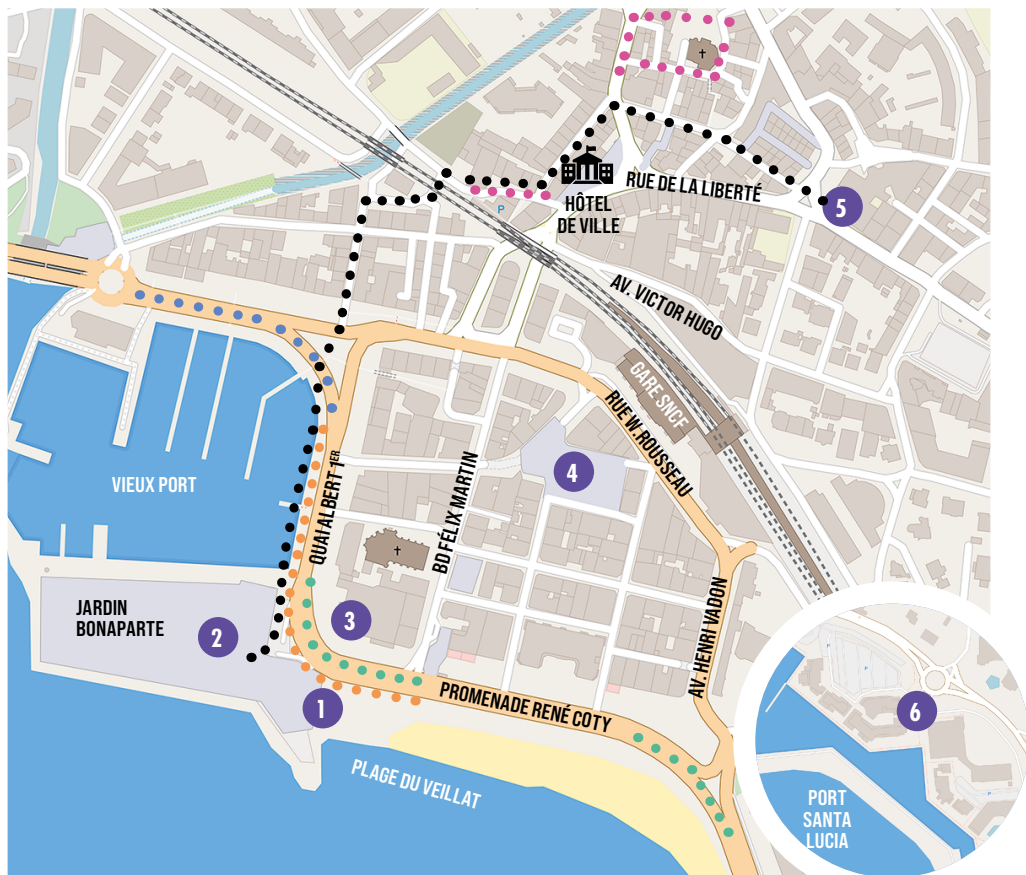 P
HÔTEL
DE VILLE
RUE DE LA LIBERTÉ
5
AV. VICTOR HUGO
GARE SNCF
RUE W.ROUSSEAU
4
VIEUX PORT
QUAI ALBERT 1ER
BD FÉLIX MARTIN
JARDIN
BONAPARTE
2
3
1
AV. HENRI VADON
PROMENADE RENÉ COTY
PLAGE DU VEILLAT
P
P
6
P
PORT
SANTA
LUCIA